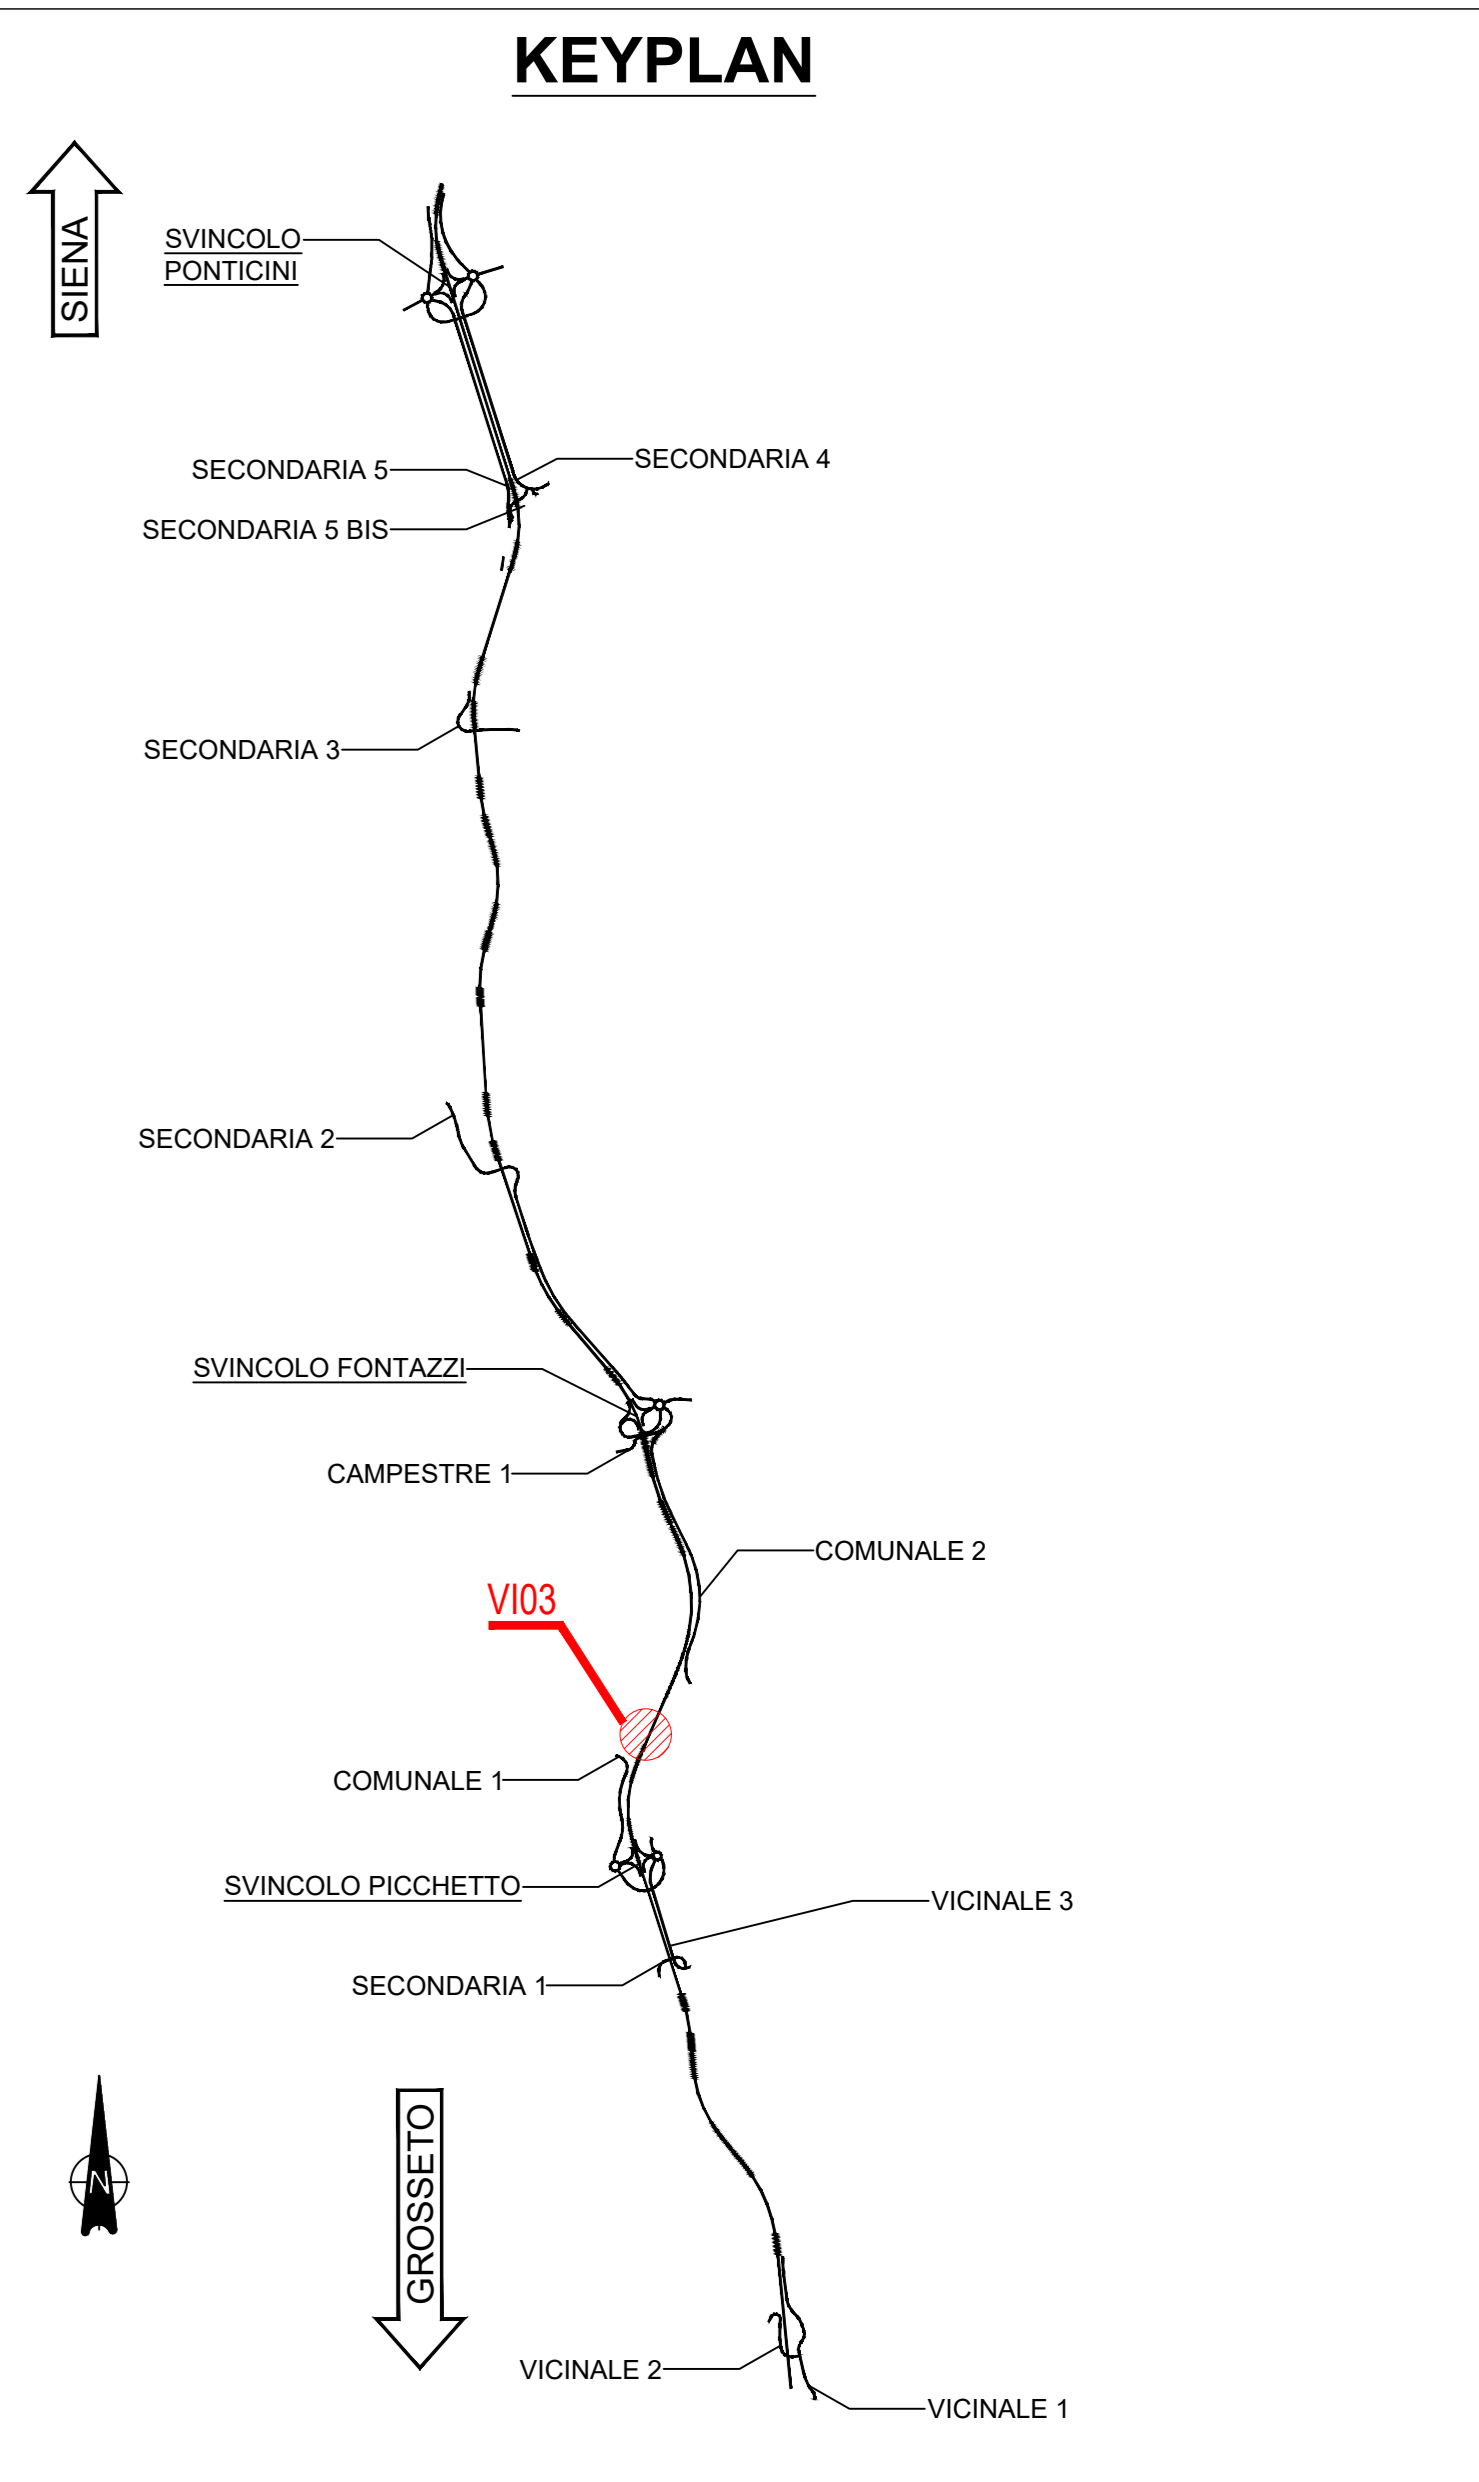 KEYPLAN
SIENA
SVINCOLO
PONTICINI
SECONDARIA 4
SECONDARIA 5
SECONDARIA 5 BIS
SECONDARIA 3
SECONDARIA 2
SVINCOLO FONTAZZI
CAMPESTRE 1
COMUNALE 2
VI03
COMUNALE 1
SVINCOLO PICCHETTO
VICINALE 3
SECONDARIA 1
N
GROSSETO
VICINALE 2
VICINALE 1